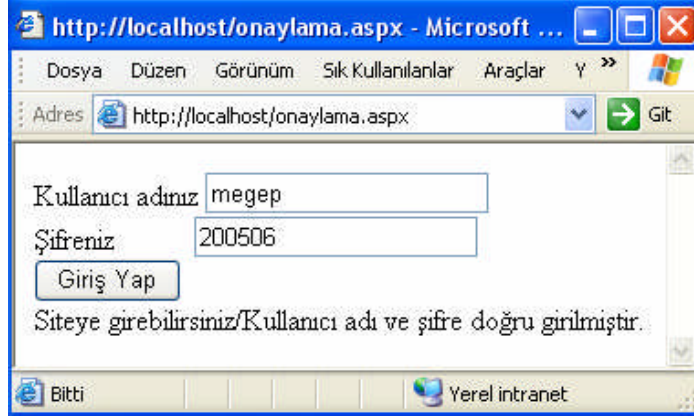 http://localhost/onaylama.aspx - Microsoft ...
Dosya Düzen Görünüm Sık Kullanılanlar Araçlar Y »
Adres http://localhost/onaylama.aspx Git
Kullanıcı adınız megep
Şifreniz 200506
Giriş Yap
Siteye girebilirsiniz/Kullanıcı adı ve şifre doğru girilmiştir.
Bitti Yerel intranet